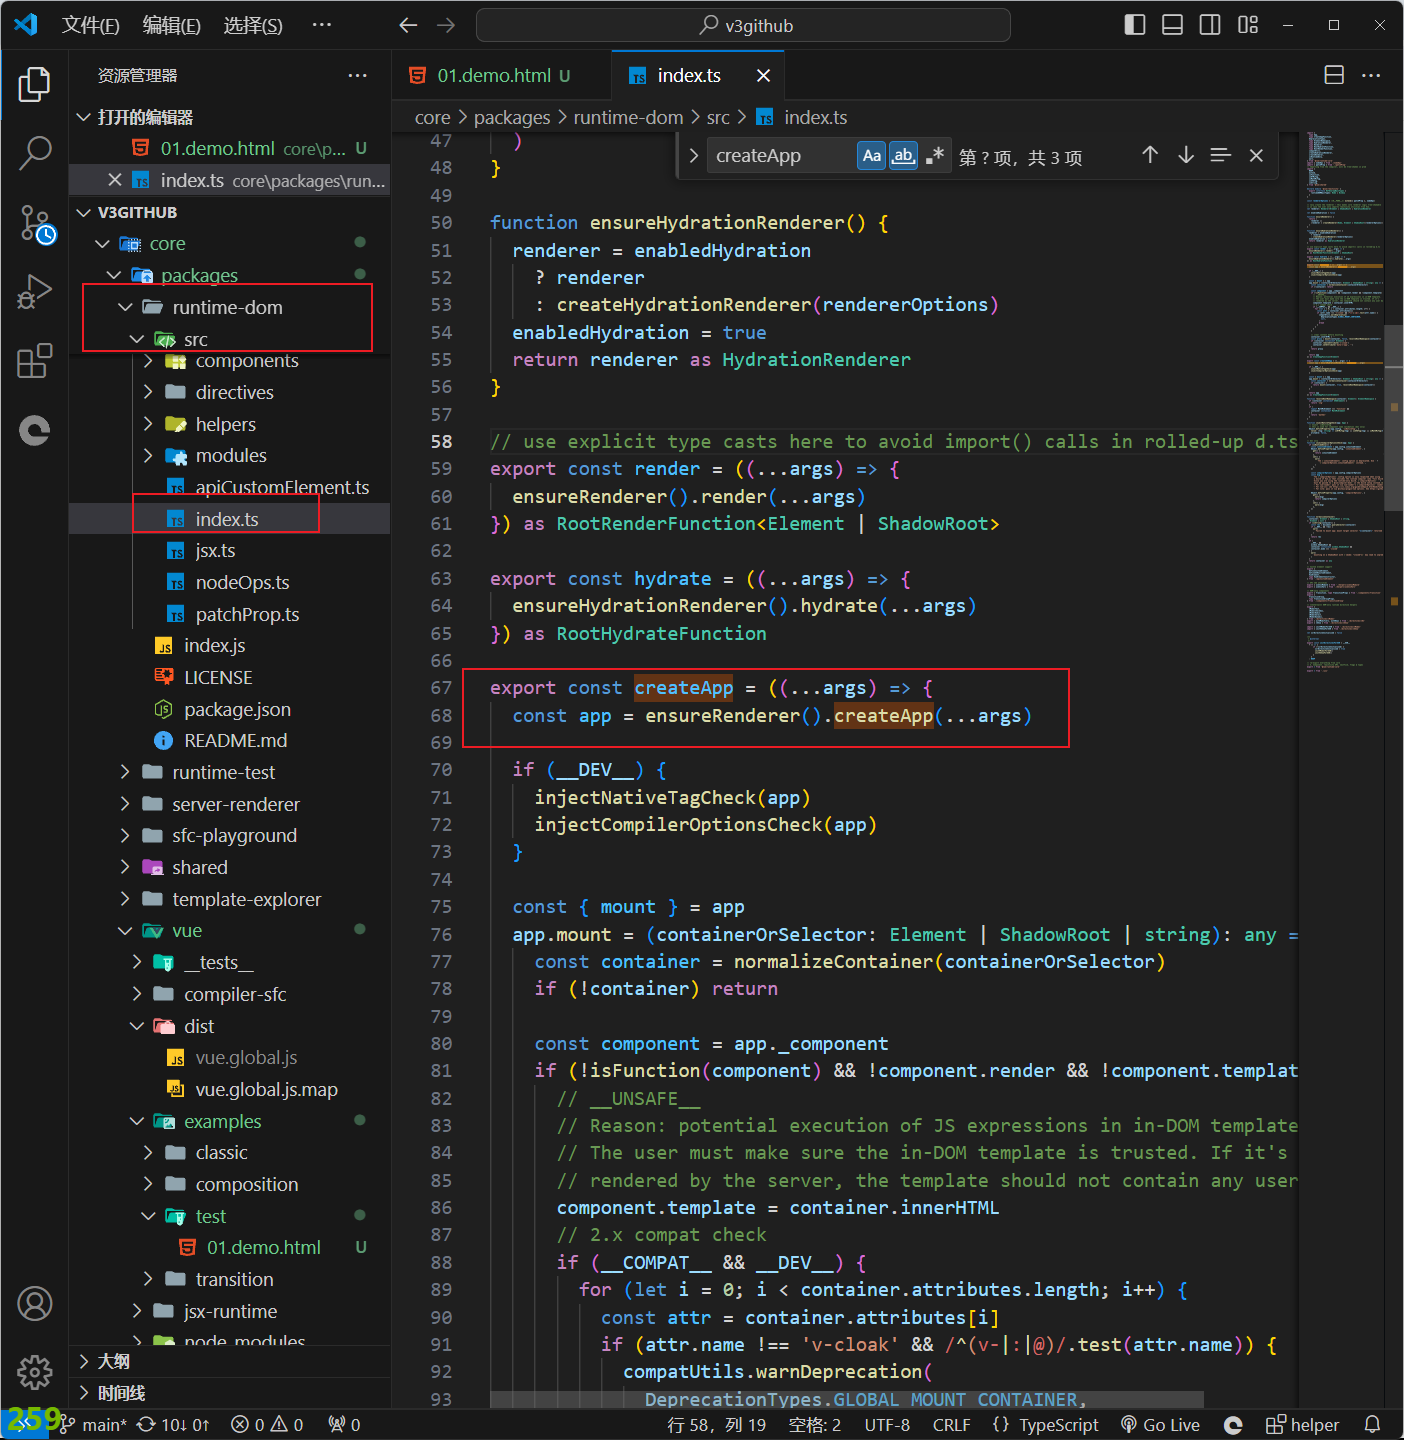 文件(F) 编辑(E) 选择(S) ··· v3github
资源管理器 ···
01.demo.html U
index.ts
打开的编辑器
01.demo.html core\p... U
index.ts core\packages\run...
V3GITHUB
core
packages
runtime-dom
src
components
directives
helpers
modules
apiCustomElement.ts
index.ts
jsx.ts
nodeOps.ts
patchProp.ts
index.js
LICENSE
package.json
README.md
runtime-test
server-renderer
sfc-playground
shared
template-explorer
vue
__tests__
compiler-sfc
dist
vue.global.js
vue.global.js.map
examples
classic
composition
test
01.demo.html U
transition
jsx-runtime
node_modules
大纲
时间线
core > packages > runtime-dom > src > TS index.ts
createApp Aa ab .* 第 ? 项，共 3 项
47 )
48 }
49
50 function ensureHydrationRenderer() {
51 renderer = enabledHydration
52 ? renderer
53 : createHydrationRenderer(rendererOptions)
54 enabledHydration = true
55 return renderer as HydrationRenderer
56 }
57
58 // use explicit type casts here to avoid import() calls in rolled-up d.ts
59 export const render = ((...args) => {
60 ensureRenderer().render(...args)
61 }) as RootRenderFunction<Element | ShadowRoot>
62
63 export const hydrate = ((...args) => {
64 ensureHydrationRenderer().hydrate(...args)
65 }) as RootHydrateFunction
66
67 export const createApp = ((...args) => {
68 const app = ensureRenderer().createApp(...args)
69
70 if (__DEV__) {
71 injectNativeTagCheck(app)
72 injectCompilerOptionsCheck(app)
73 }
74
75 const { mount } = app
76 app.mount = (containerOrSelector: Element | ShadowRoot | string): any =
77 const container = normalizeContainer(containerOrSelector)
78 if (!container) return
79
80 const component = app._component
81 if (!isFunction(component) && !component.render && !component.templat
82 // __UNSAFE__
83 // Reason: potential execution of JS expressions in in-DOM template
84 // The user must make sure the in-DOM template is trusted. If it's
85 // rendered by the server, the template should not contain any user
86 component.template = container.innerHTML
87 // 2.x compat check
88 if (__COMPAT__ && __DEV__) {
89 for (let i = 0; i < container.attributes.length; i++) {
90 const attr = container.attributes[i]
91 if (attr.name !== 'v-cloak' && /^(v-|:|@)/.test(attr.name)) {
92 compatUtils.warnDeprecation(
93 DeprecationTypes.GLOBAL_MOUNT_CONTAINER,
259 main* 10↓ 0↑ 0 0 0 行 58，列 19 空格: 2 UTF-8 CRLF {} TypeScript Go Live helper